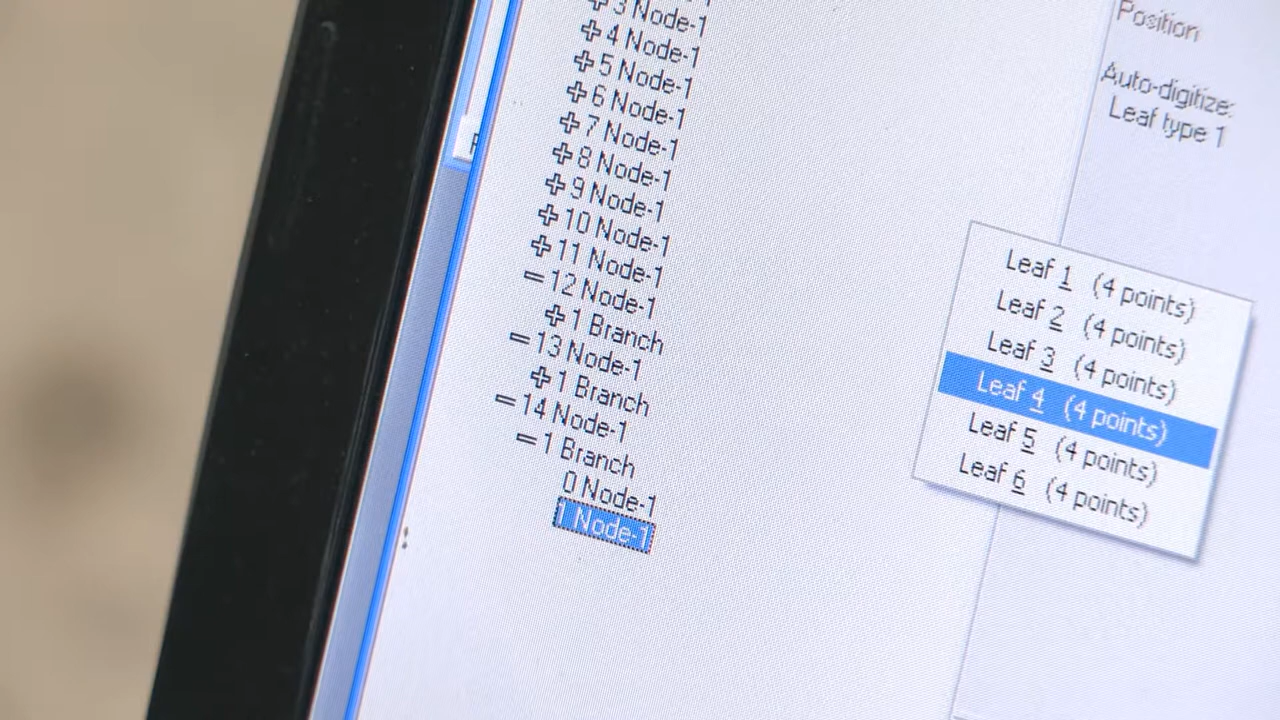 3 Node-1
4 Node-1
5 Node-1
6 Node-1
7 Node-1
8 Node-1
9 Node-1
10 Node-1
11 Node-1
12 Node-1
1 Branch
13 Node-1
1 Branch
14 Node-1
1 Branch
0 Node-1
1 Node-1
Position
Auto-digitize:
Leaf type 1
Leaf 1 (4 points)
Leaf 2 (4 points)
Leaf 3 (4 points)
Leaf 4 (4 points)
Leaf 5 (4 points)
Leaf 6 (4 points)